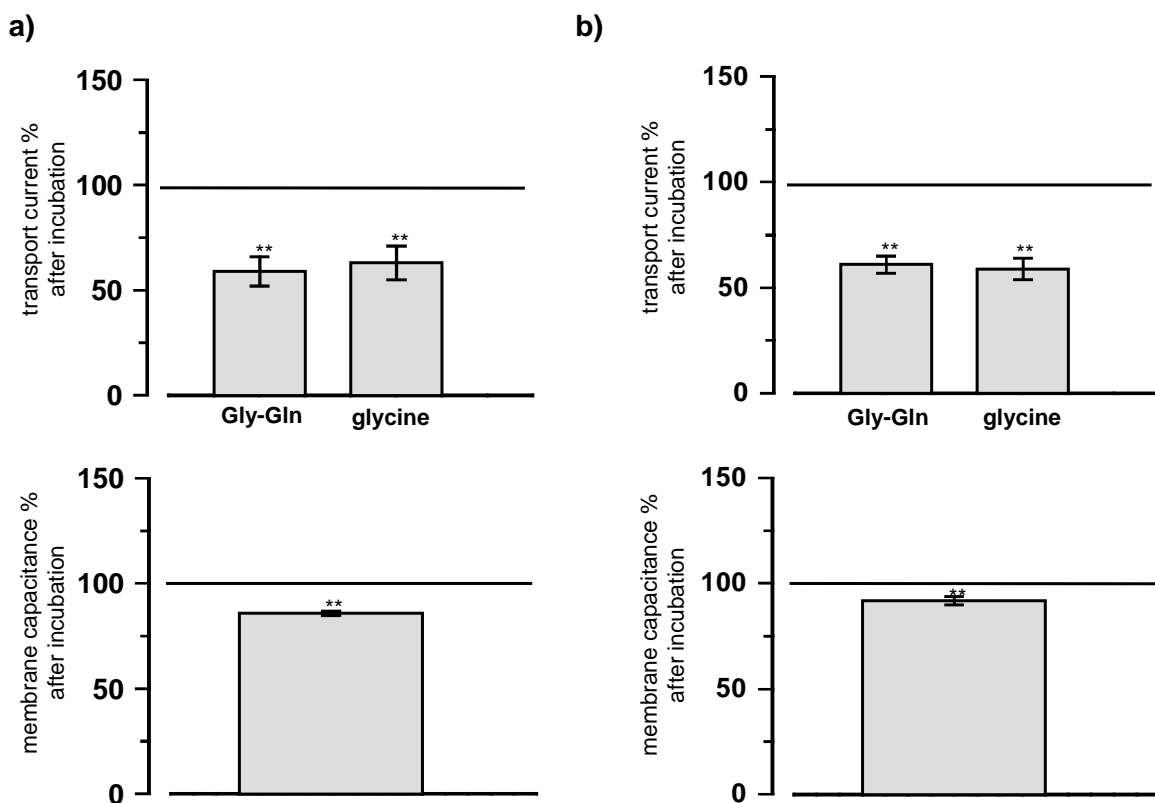 a)
150
100
50
0
transport current %
after incubation
**
**
Gly-Gln glycine
150
100
50
0
membrane capacitance %
after incubation
**
b)
150
100
50
0
transport current %
after incubation
**
**
Gly-Gln glycine
150
100
50
0
membrane capacitance %
after incubation
**